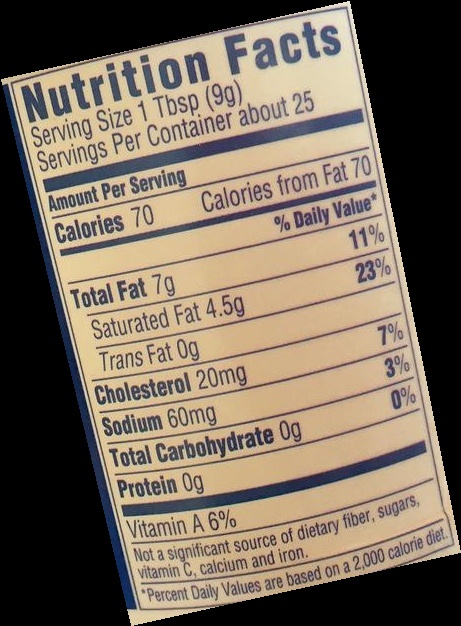 Nutrition Facts
Serving Size 1 Tbsp (9g)
Servings Per Container about 25
Amount Per Serving
Calories 70 Calories from Fat 70
% Daily Value*
Total Fat 7g 11%
Saturated Fat 4.5g 23%
Trans Fat 0g
Cholesterol 20mg 7%
Sodium 60mg 3%
Total Carbohydrate 0g 0%
Protein 0g
Vitamin A 6%
Not a significant source of dietary fiber, sugars,
vitamin C, calcium and iron.
*Percent Daily Values are based on a 2,000 calorie diet.